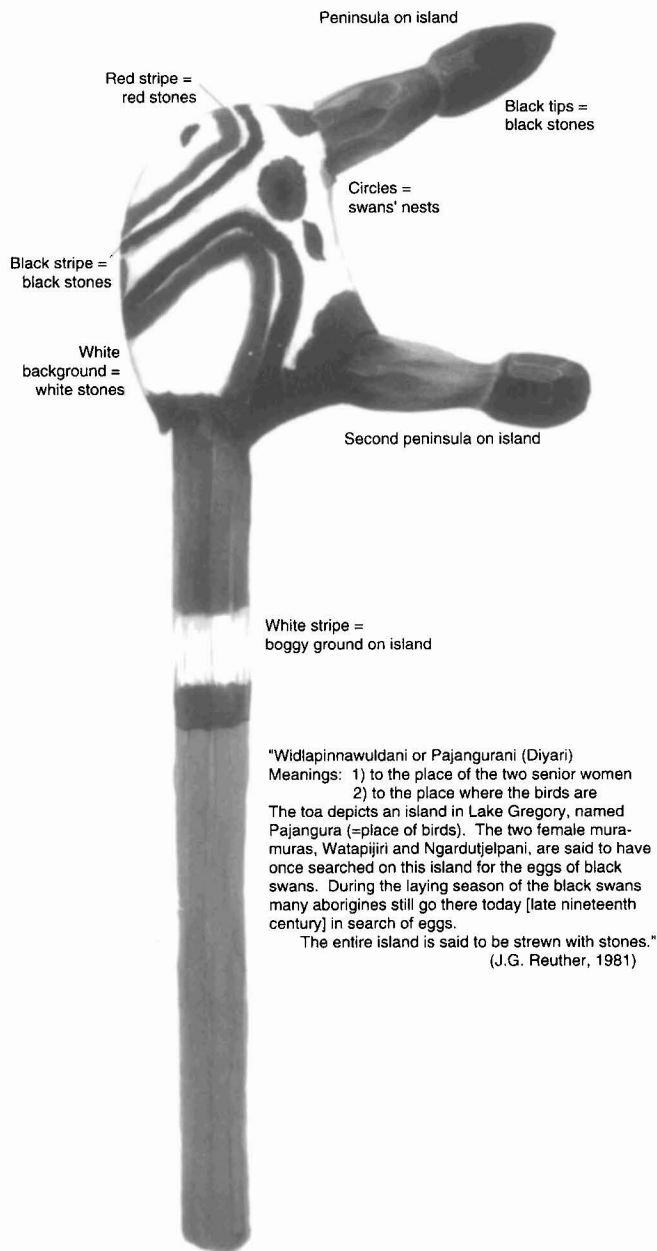 Peninsula on island
Red stripe =
red stones
Black tips =
black stones
Circles =
swans' nests
Black stripe =
black stones
White
background =
white stones
Second peninsula on island
White stripe =
boggy ground on island
"Widlapinnawuldani or Pajangurani (Diyari)
Meanings: 1) to the place of the two senior women
2) to the place where the birds are
The toa depicts an island in Lake Gregory, named
Pajangura (=place of birds). The two female mura-
muras, Watapijiri and Ngardutjelpani, are said to have
once searched on this island for the eggs of black
swans. During the laying season of the black swans
many aborigines still go there today [late nineteenth
century] in search of eggs.
The entire island is said to be strewn with stones."
(J.G. Reuther, 1981)